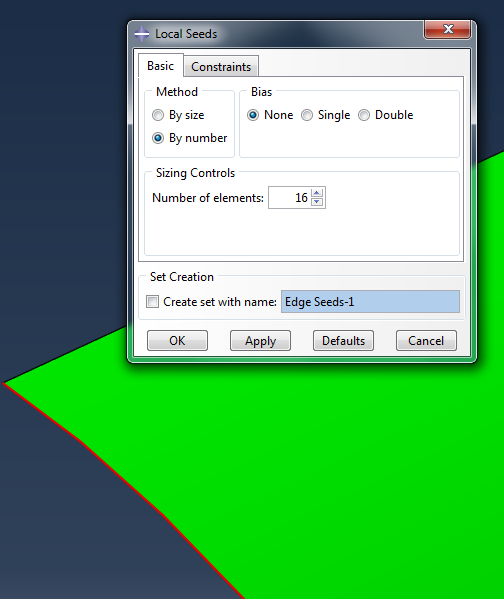 Local Seeds
Basic Constraints
Method Bias
By size None Single Double
By number
Sizing Controls
Number of elements: 16
Set Creation
Create set with name: Edge Seeds-1
OK Apply Defaults Cancel